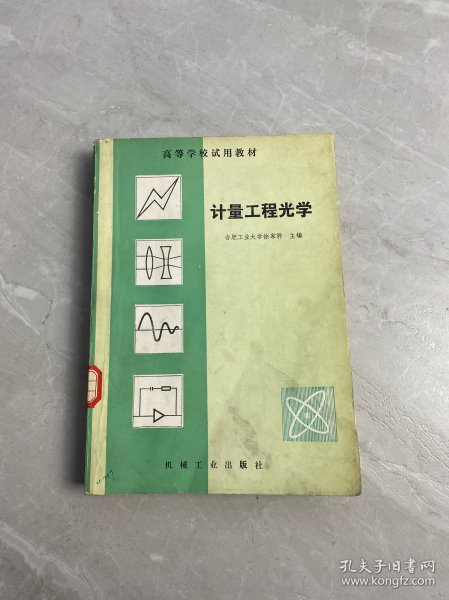 高等学校试用教材
计量工程光学
合肥工业大学徐家骅 主编
机械工业出版社
孔夫子旧书网
www.kongfz.com